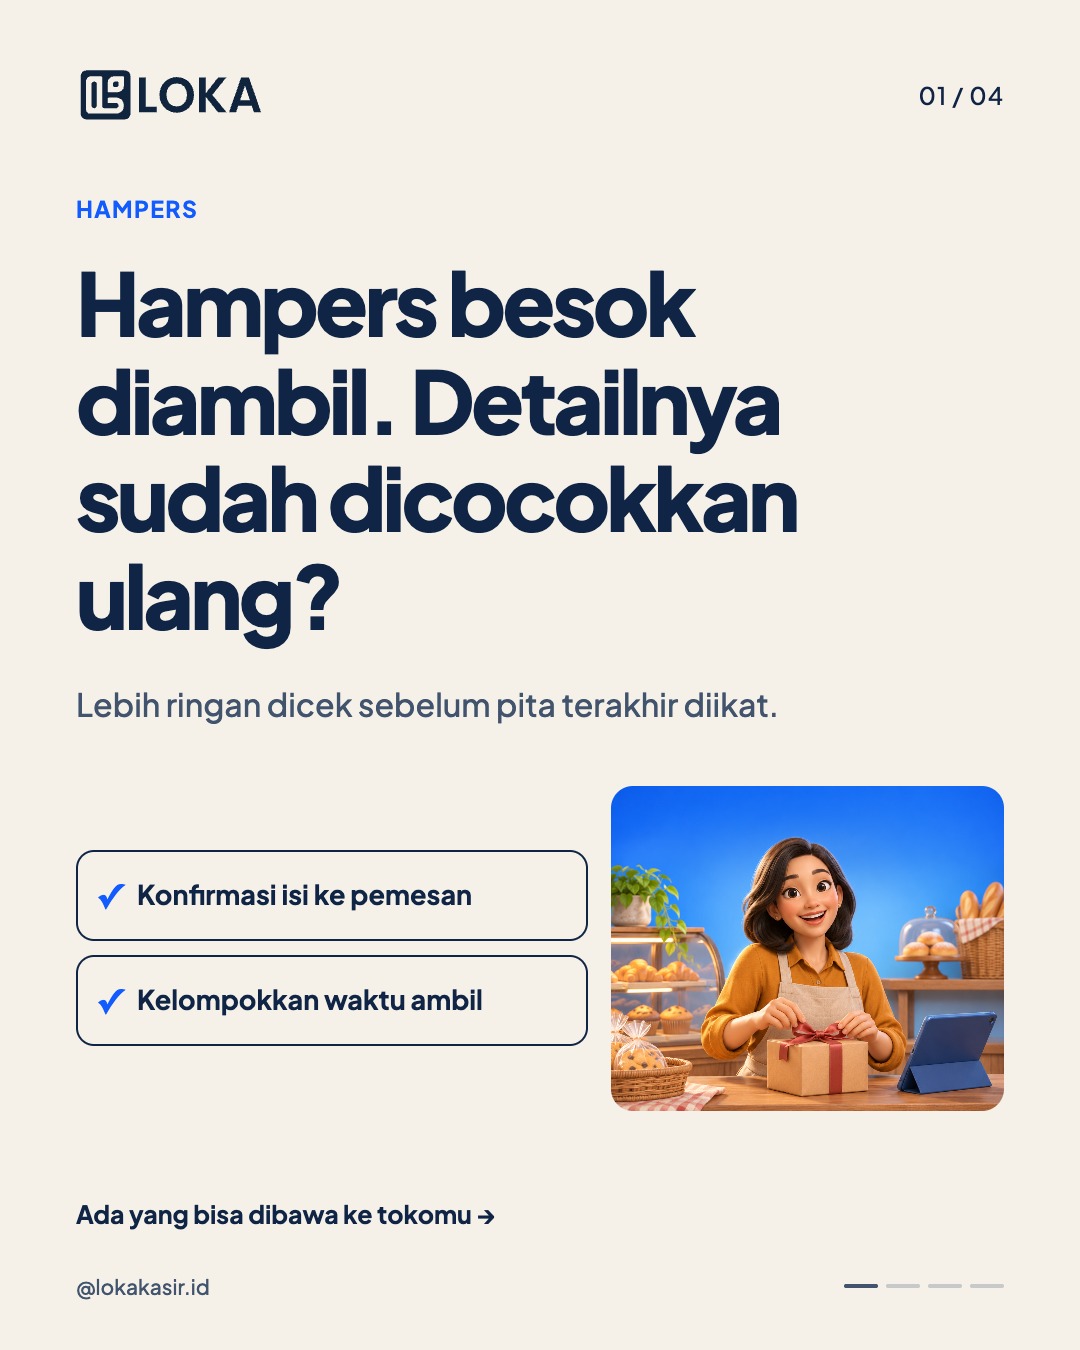 LOKA
01 / 04
HAMPERS
Hampers besok
diambil. Detailnya
sudah dicocokkan
ulang?
Lebih ringan dicek sebelum pita terakhir diikat.
✓ Konfirmasi isi ke pemesan
✓ Kelompokkan waktu ambil
Ada yang bisa dibawa ke tokomu →
@lokakasir.id